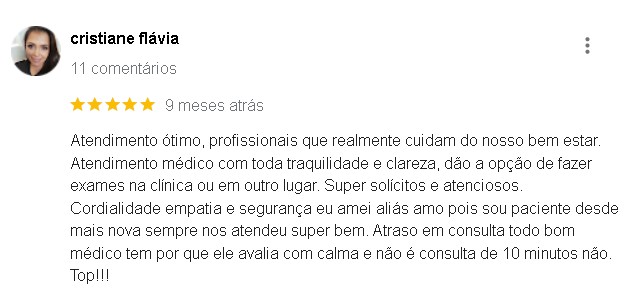 cristiane flávia
11 comentários
9 meses atrás
Atendimento ótimo, profissionais que realmente cuidam do nosso bem estar.
Atendimento médico com toda traquilidade e clareza, dão a opção de fazer
exames na clínica ou em outro lugar. Super solícitos e atenciosos.
Cordialidade empatia e segurança eu amei aliás amo pois sou paciente desde
mais nova sempre nos atendeu super bem. Atraso em consulta todo bom
médico tem por que ele avalia com calma e não é consulta de 10 minutos não.
Top!!!